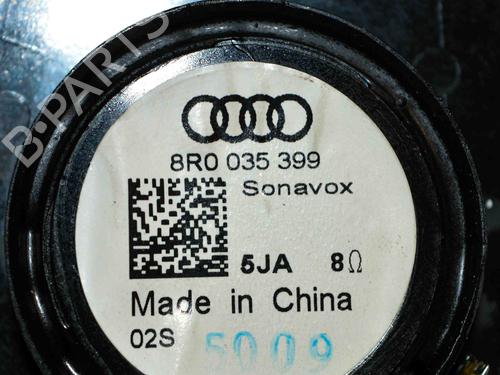 B-PARTS
8R0 035 399
Sonavox
5JA 8Ω
Made in China
02S
5009